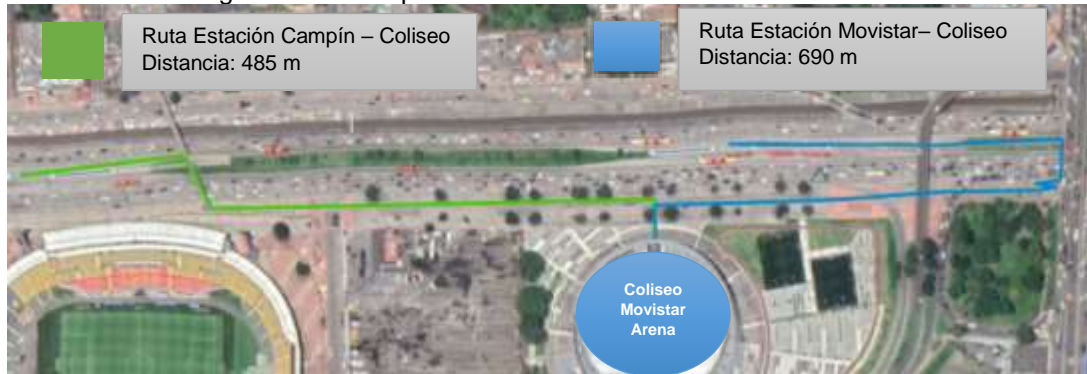 Ruta Estación Campín – Coliseo
Distancia: 485 m
Ruta Estación Movistar– Coliseo
Distancia: 690 m
Coliseo
Movistar
Arena